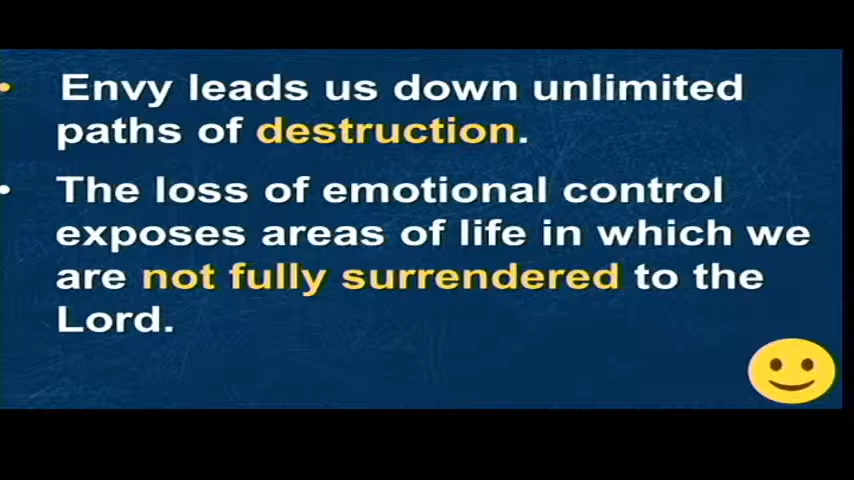 • Envy leads us down unlimited
paths of destruction.
• The loss of emotional control
exposes areas of life in which we
are not fully surrendered to the
Lord.